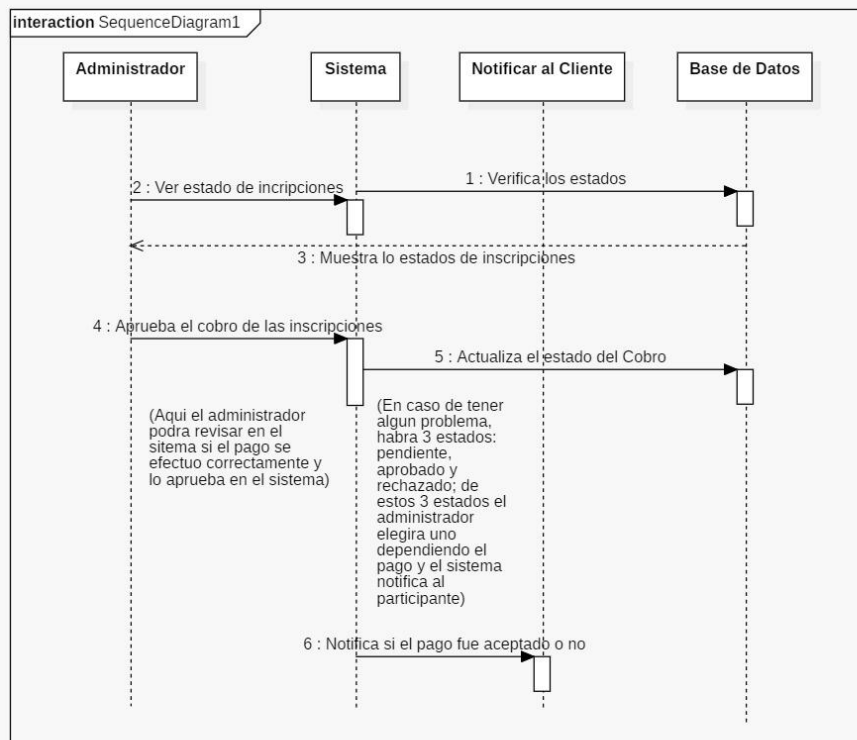 interaction SequenceDiagram1
Administrador
Sistema
Notificar al Cliente
Base de Datos
1 : Verifica los estados
2 : Ver estado de incripciones
3 : Muestra lo estados de inscripciones
4 : Aprueba el cobro de las inscripciones
5 : Actualiza el estado del Cobro
(Aqui el administrador
podra revisar en el
sitema si el pago se
efectuo correctamente y
lo aprueba en el sistema)
(En caso de tener
algun problema,
habra 3 estados:
pendiente,
aprobado y
rechazado; de
estos 3 estados el
administrador
elegira uno
dependiendo el
pago y el sistema
notifica al
participante)
6 : Notifica si el pago fue aceptado o no